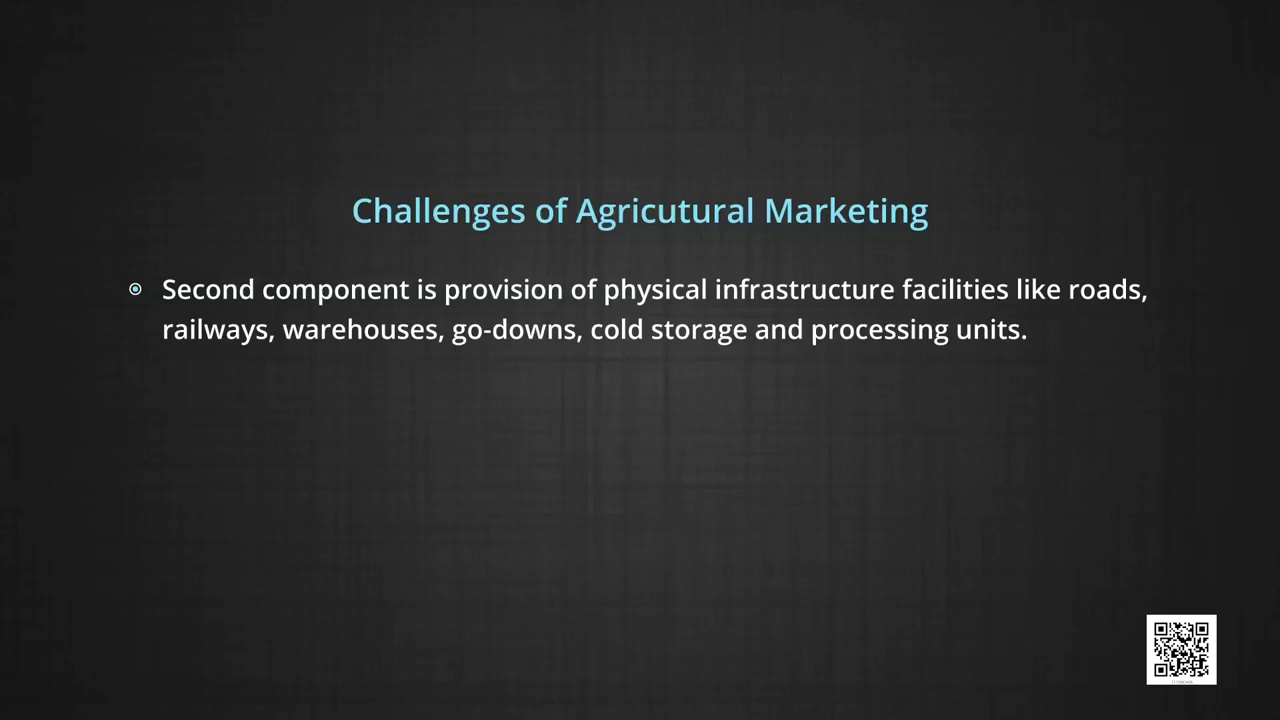 Challenges of Agricutural Marketing
Second component is provision of physical infrastructure facilities like roads,
railways, warehouses, go-downs, cold storage and processing units.